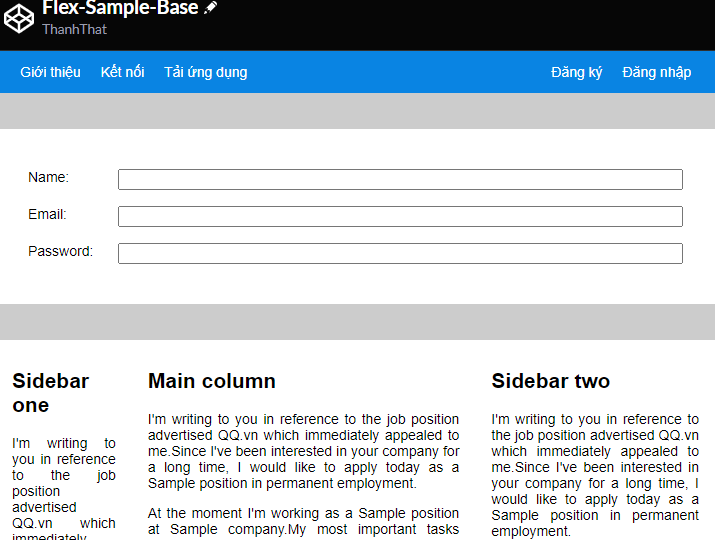 Flex-Sample-Base
ThanhThat
Giới thiệu Kết nối Tải ứng dụng Đăng ký Đăng nhập
Name:
Email:
Password:
Sidebar
one
I'm writing to
you in reference
to the job
position
advertised
QQ.vn which
immediately
Main column
I'm writing to you in reference to the job position
advertised QQ.vn which immediately appealed to
me.Since I've been interested in your company for
a long time, I would like to apply today as a
Sample position in permanent employment.
At the moment I'm working as a Sample position
at Sample company.My most important tasks
Sidebar two
I'm writing to you in reference to
the job position advertised QQ.vn
which immediately appealed to
me.Since I've been interested in
your company for a long time, I
would like to apply today as a
Sample position in permanent
employment.